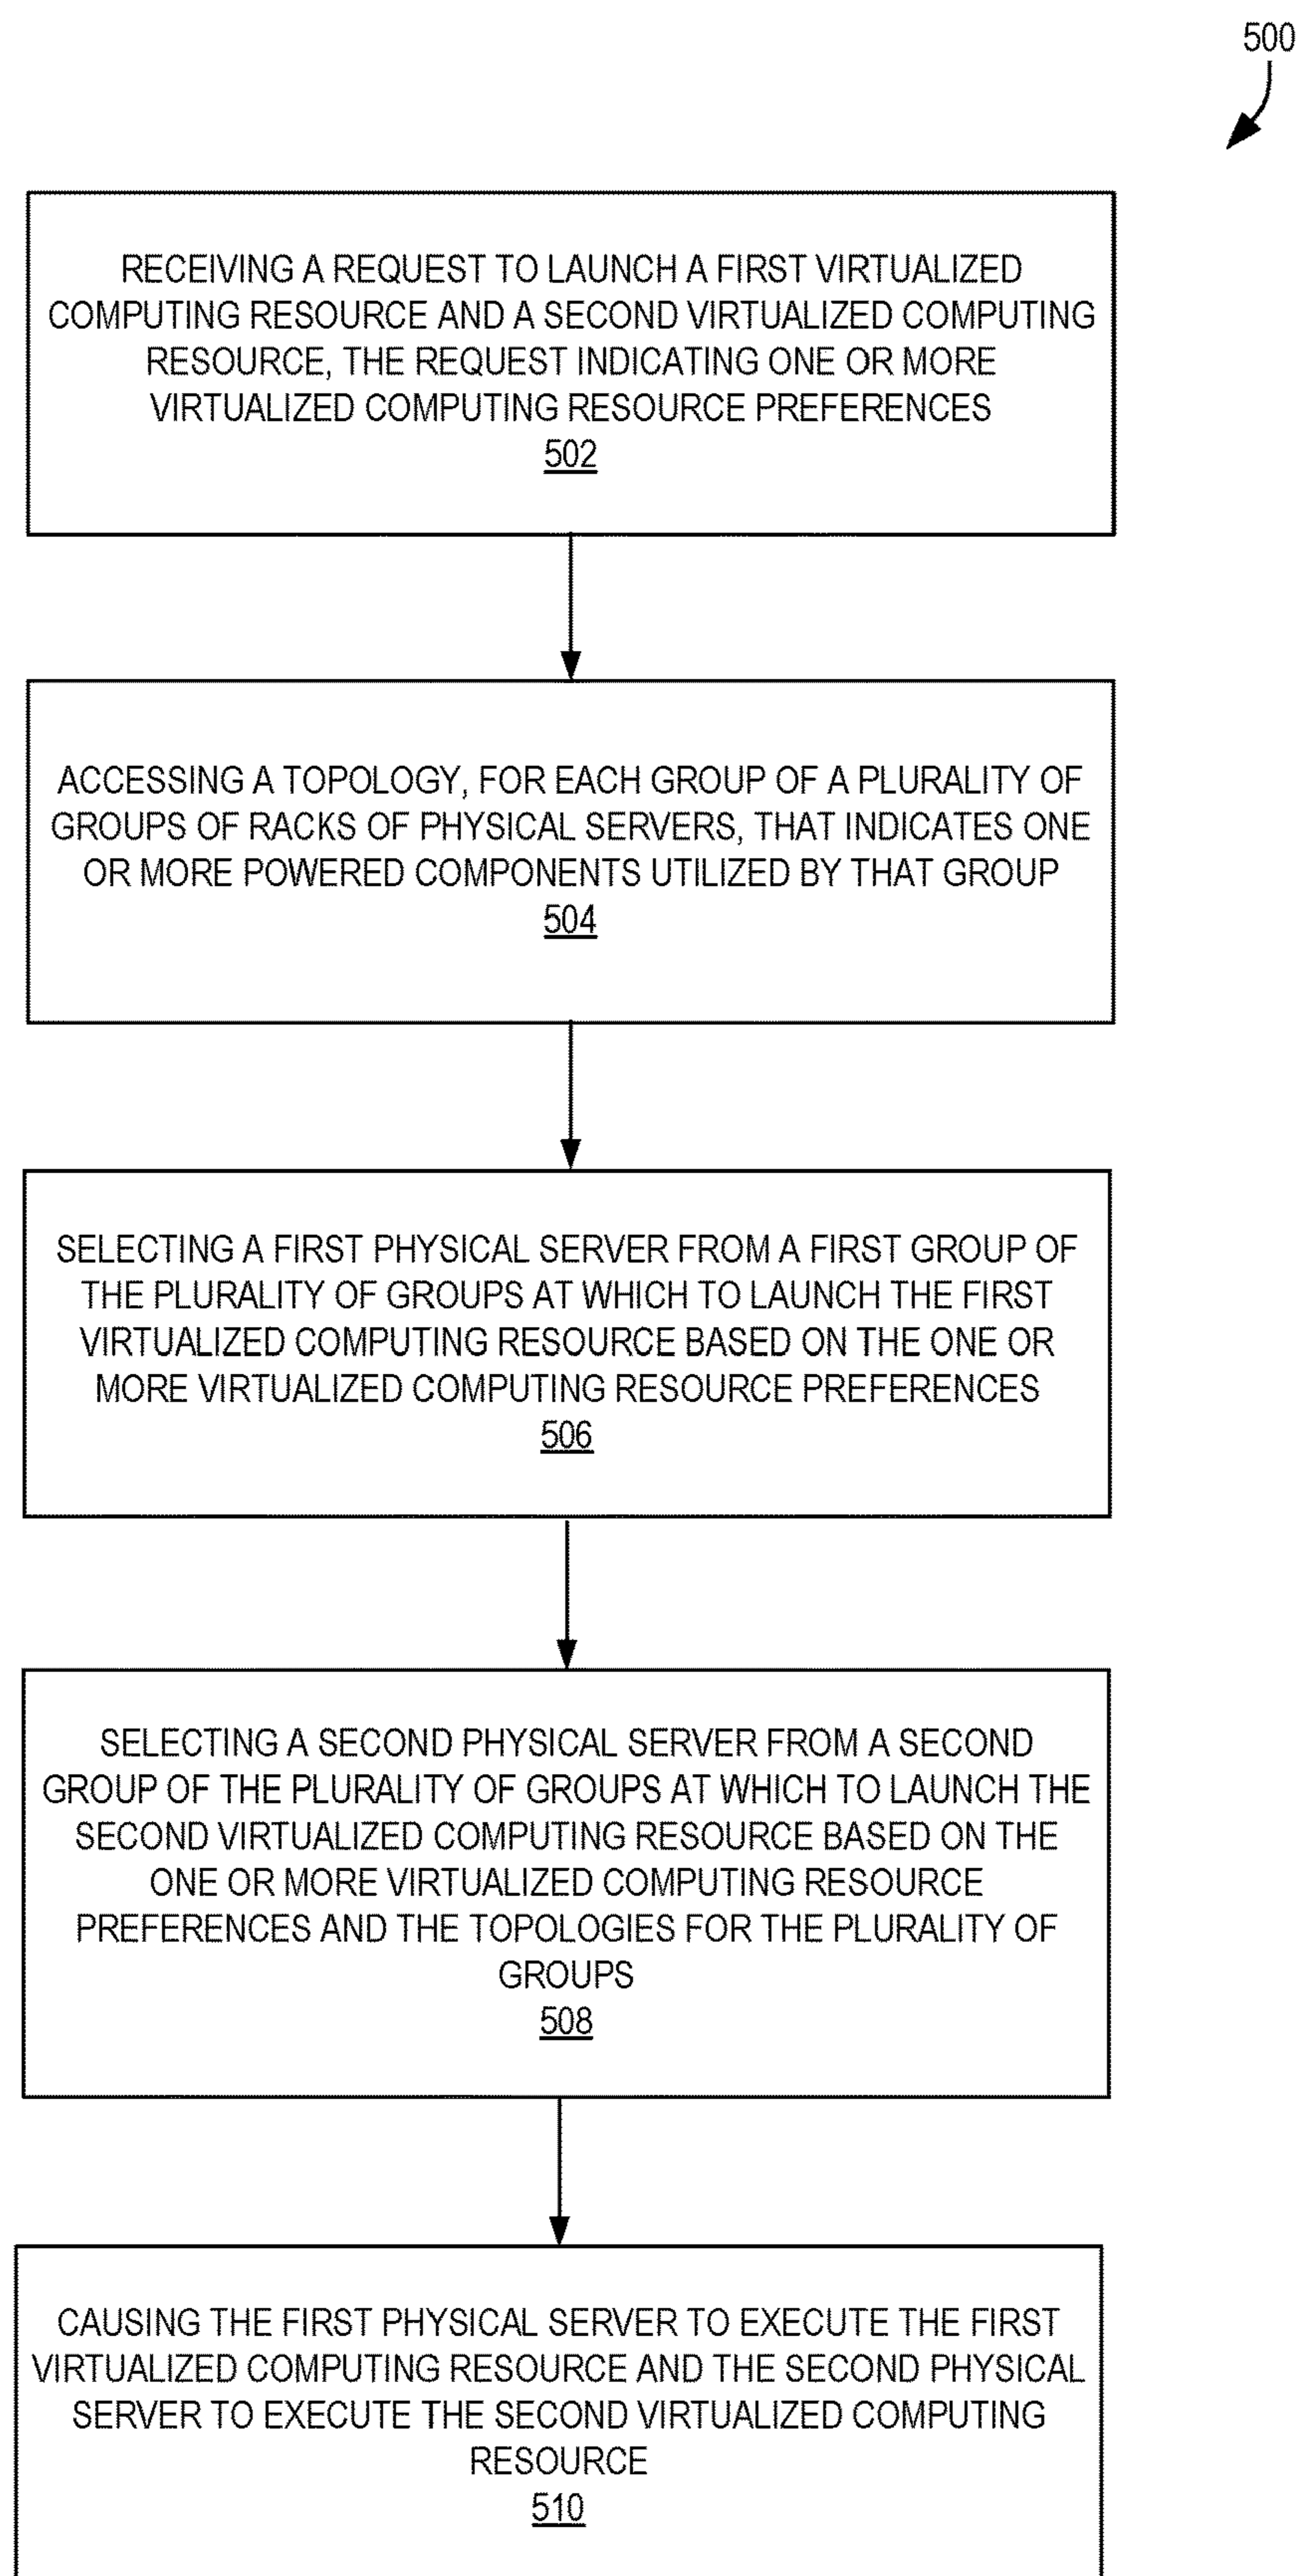 500
RECEIVING A REQUEST TO LAUNCH A FIRST VIRTUALIZED
COMPUTING RESOURCE AND A SECOND VIRTUALIZED COMPUTING
RESOURCE, THE REQUEST INDICATING ONE OR MORE
VIRTUALIZED COMPUTING RESOURCE PREFERENCES
502
ACCESSING A TOPOLOGY, FOR EACH GROUP OF A PLURALITY OF
GROUPS OF RACKS OF PHYSICAL SERVERS, THAT INDICATES ONE
OR MORE POWERED COMPONENTS UTILIZED BY THAT GROUP
504
SELECTING A FIRST PHYSICAL SERVER FROM A FIRST GROUP OF
THE PLURALITY OF GROUPS AT WHICH TO LAUNCH THE FIRST
VIRTUALIZED COMPUTING RESOURCE BASED ON THE ONE OR
MORE VIRTUALIZED COMPUTING RESOURCE PREFERENCES
506
SELECTING A SECOND PHYSICAL SERVER FROM A SECOND
GROUP OF THE PLURALITY OF GROUPS AT WHICH TO LAUNCH THE
SECOND VIRTUALIZED COMPUTING RESOURCE BASED ON THE
ONE OR MORE VIRTUALIZED COMPUTING RESOURCE
PREFERENCES AND THE TOPOLOGIES FOR THE PLURALITY OF
GROUPS
508
CAUSING THE FIRST PHYSICAL SERVER TO EXECUTE THE FIRST
VIRTUALIZED COMPUTING RESOURCE AND THE SECOND PHYSICAL
SERVER TO EXECUTE THE SECOND VIRTUALIZED COMPUTING
RESOURCE
510